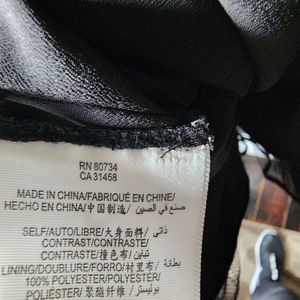 RN 80734
CA 31458
MADE IN CHINA/FABRIQUÉ EN CHINE/
HECHO EN CHINA/中国制造/ صنع في الصين
SELF/AUTO/LIBRE/大身面料/ ذاتي
CONTRAST/CONTRASTE/
CONTRASTE/撞色布/ تباين
LINING/DOUBLURE/FORRO/衬里布/ بطانة
100% POLYESTER/POLYESTER/
POLIÉSTER/聚酯纤维/ بوليستر